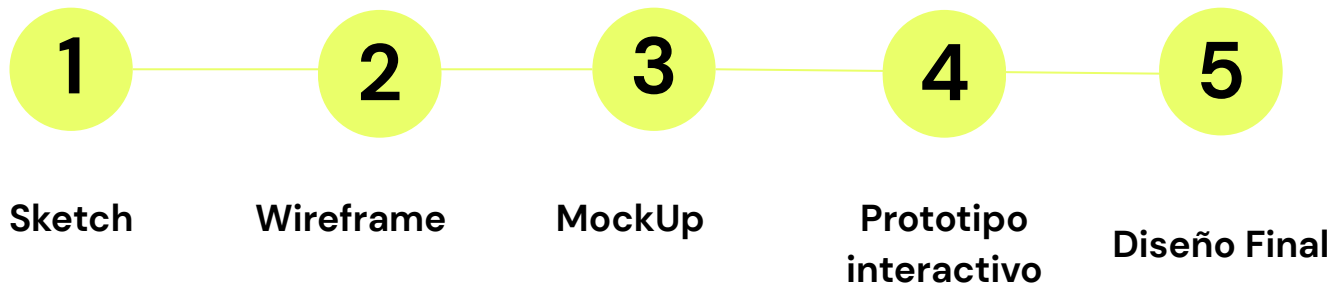 1
2
3
4
5
Sketch
Wireframe
MockUp
Prototipo
interactivo
Diseño Final